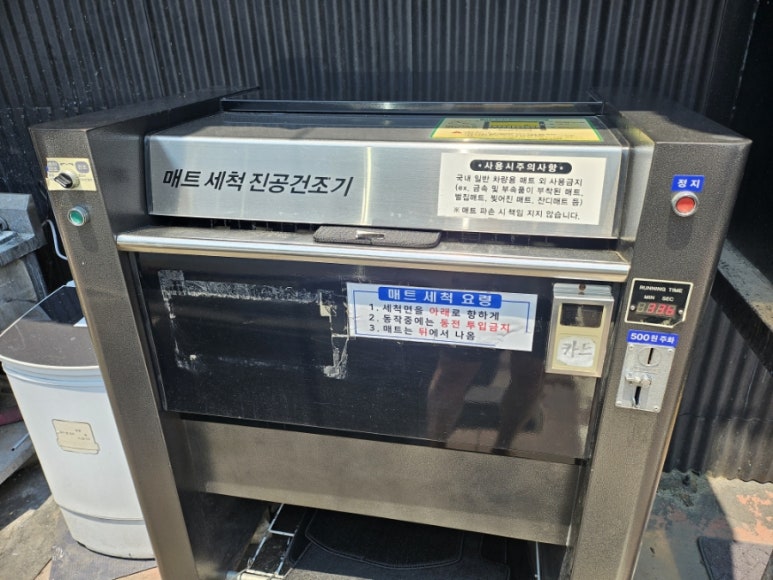 매트 세척 진공건조기
•사용시주의사항•
국내 일반 차량용 매트 외 사용금지
(ex. 금속 및 부속품이 부착된 매트,
벌집매트, 찢어진 매트, 잔디매트 등)
※ 매트 파손 시 책임 지지 않습니다.
정지
매트 세척 요령
1. 세척면을 아래로 향하게
2. 동작중에는 동전 투입금지
3. 매트는 뒤에서 나옴
카드
RUNNING TIME
MIN SEC
500원 주화